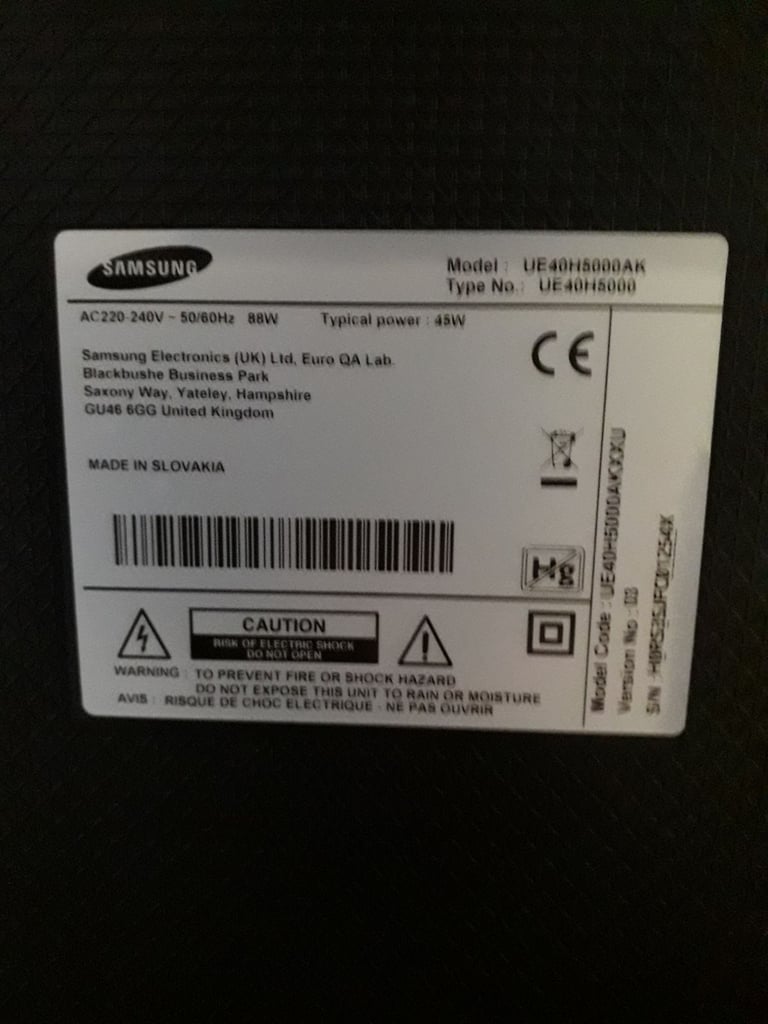 SAMSUNG
Model : UE40H5000AK
Type No. : UE40H5000
AC220-240V ~ 50/60Hz 88W Typical power : 45W
Samsung Electronics (UK) Ltd, Euro QA Lab.
Blackbushe Business Park
Saxony Way, Yateley, Hampshire
GU46 6GG United Kingdom
MADE IN SLOVAKIA
CE
Hg
CAUTION
RISK OF ELECTRIC SHOCK
DO NOT OPEN
WARNING : TO PREVENT FIRE OR SHOCK HAZARD
DO NOT EXPOSE THIS UNIT TO RAIN OR MOISTURE
AVIS : RISQUE DE CHOC ELECTRIQUE - NE PAS OUVRIR
Model Code : UE40H5000AKXXU
Version No : 03
S/N :